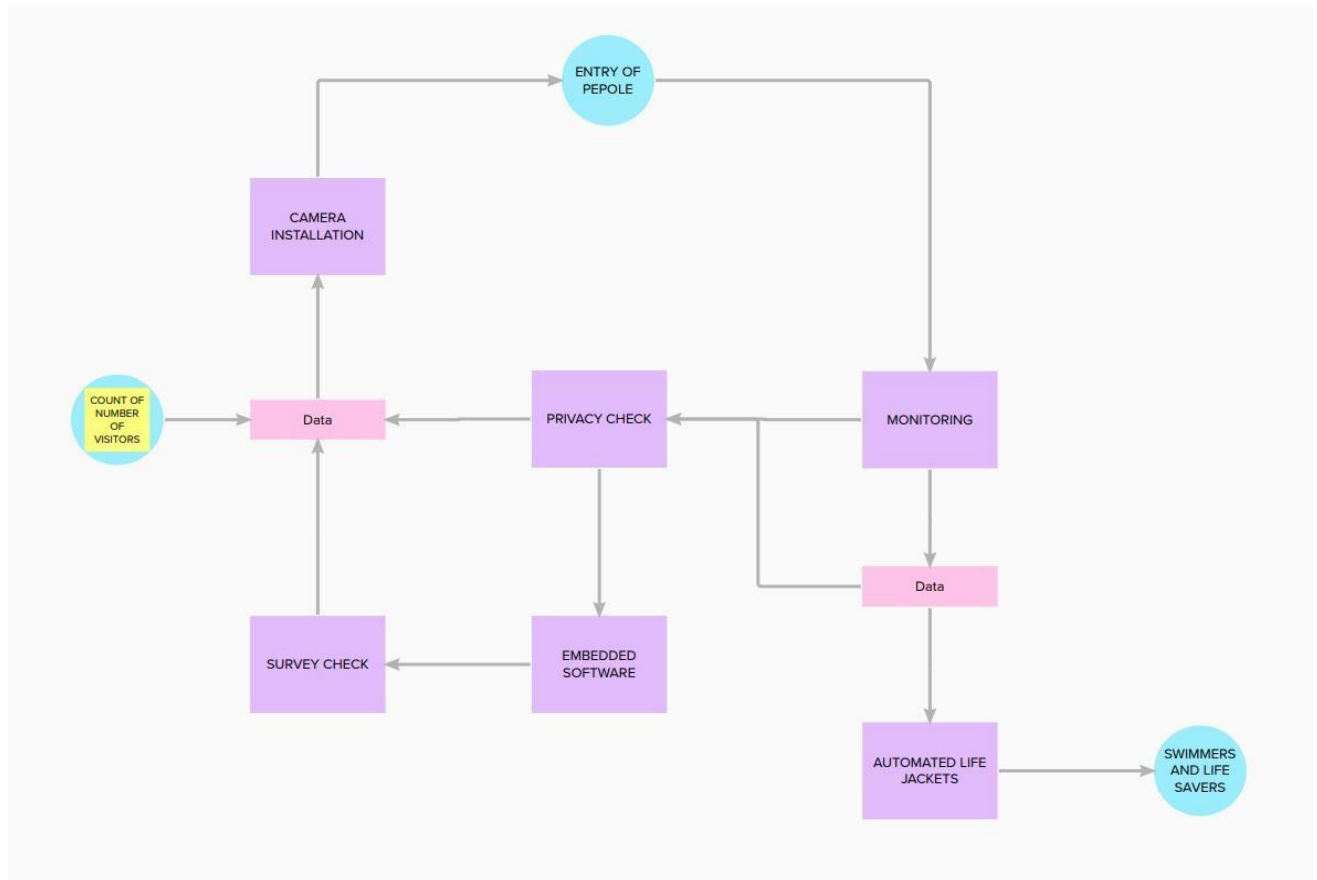 ENTRY OF
PEPOLE
CAMERA
INSTALLATION
COUNT OF
NUMBER
OF
VISITORS
Data
PRIVACY CHECK
MONITORING
Data
SURVEY CHECK
EMBEDDED
SOFTWARE
AUTOMATED LIFE
JACKETS
SWIMMERS
AND LIFE
SAVERS